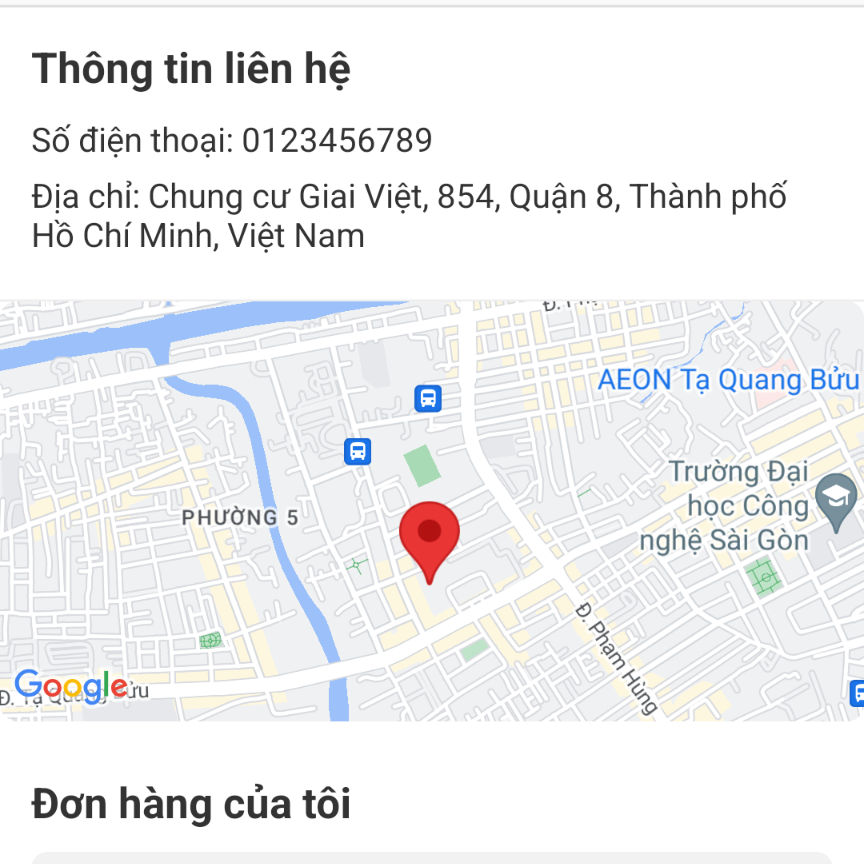 Thông tin liên hệ
Số điện thoại: 0123456789
Địa chỉ: Chung cư Giai Việt, 854, Quận 8, Thành phố
Hồ Chí Minh, Việt Nam
AEON Tạ Quang Bửu
Trường Đại
học Công
nghệ Sài Gòn
PHƯỜNG 5
Đ. Phạm Hùng
Google
Đ. Tạ Quang Bửu
Đơn hàng của tôi